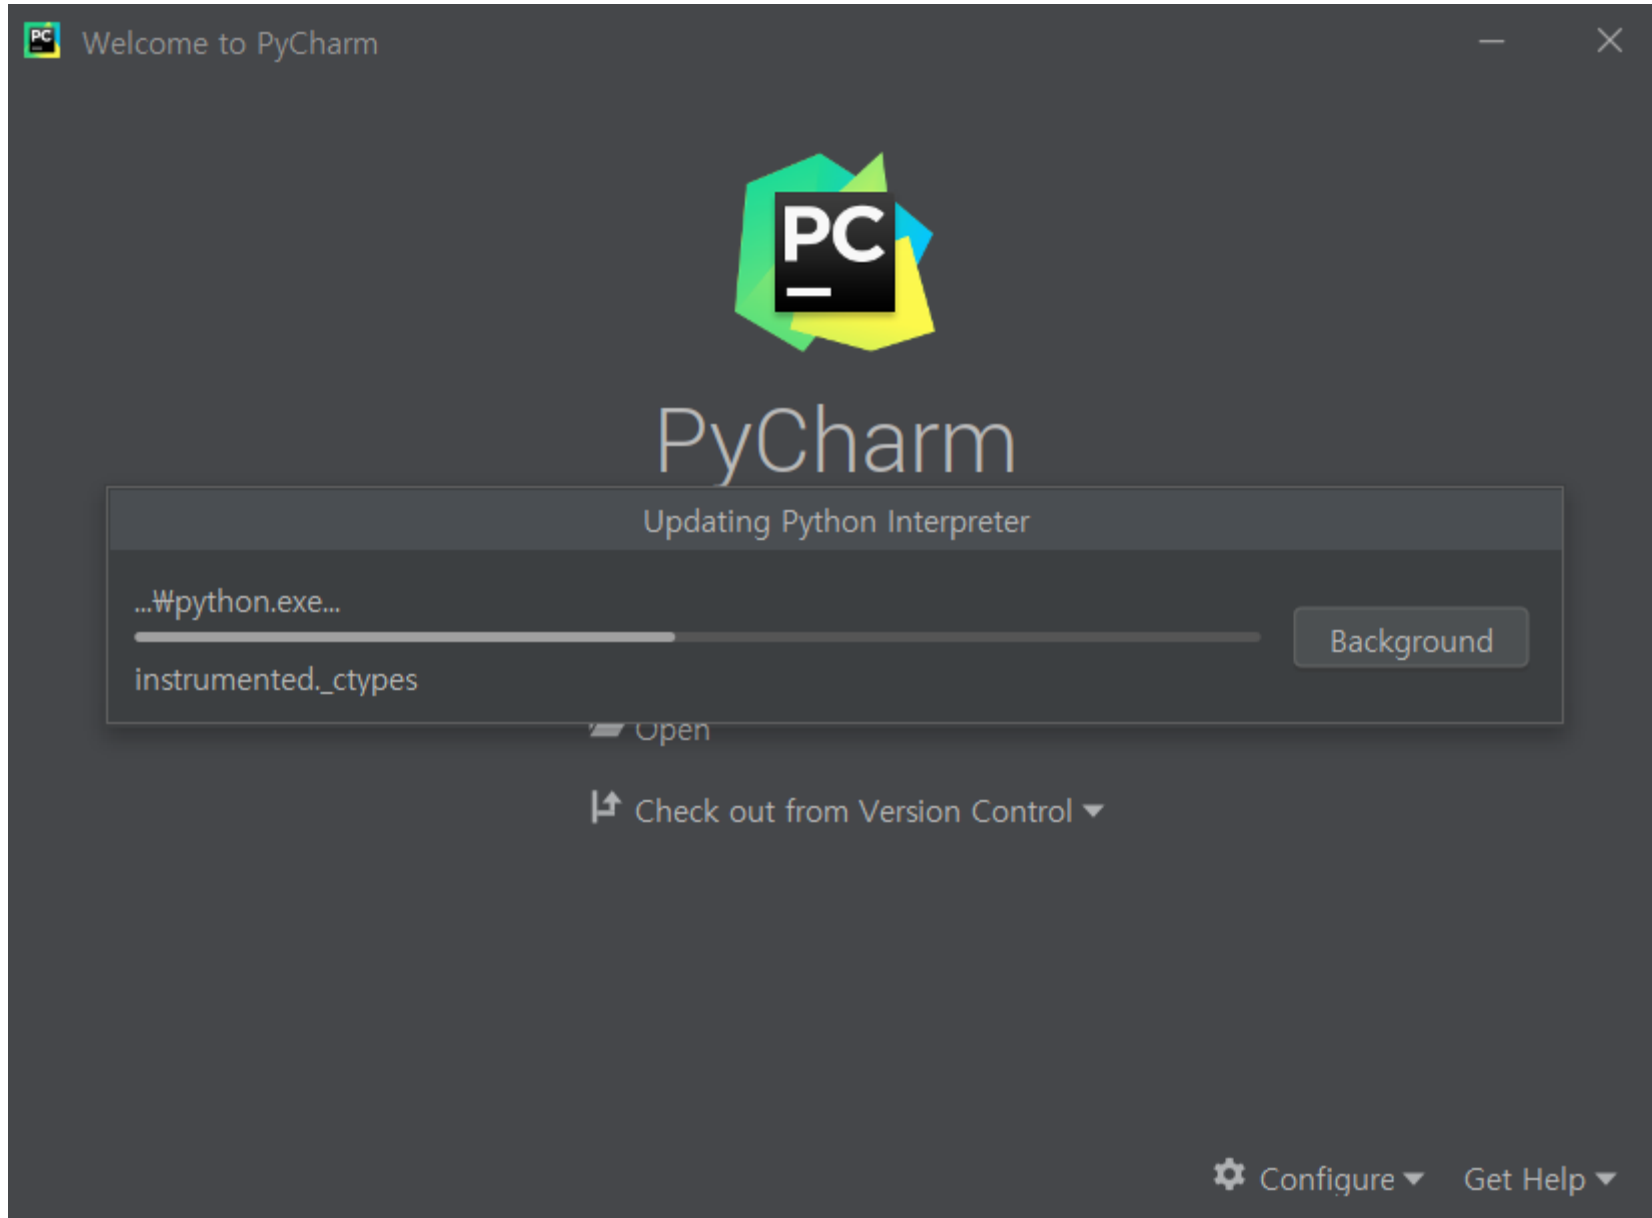 PC
Welcome to PyCharm
PC
PyCharm
Updating Python Interpreter
...₩python.exe...
Background
instrumented._ctypes
Open
Check out from Version Control
Configure
Get Help